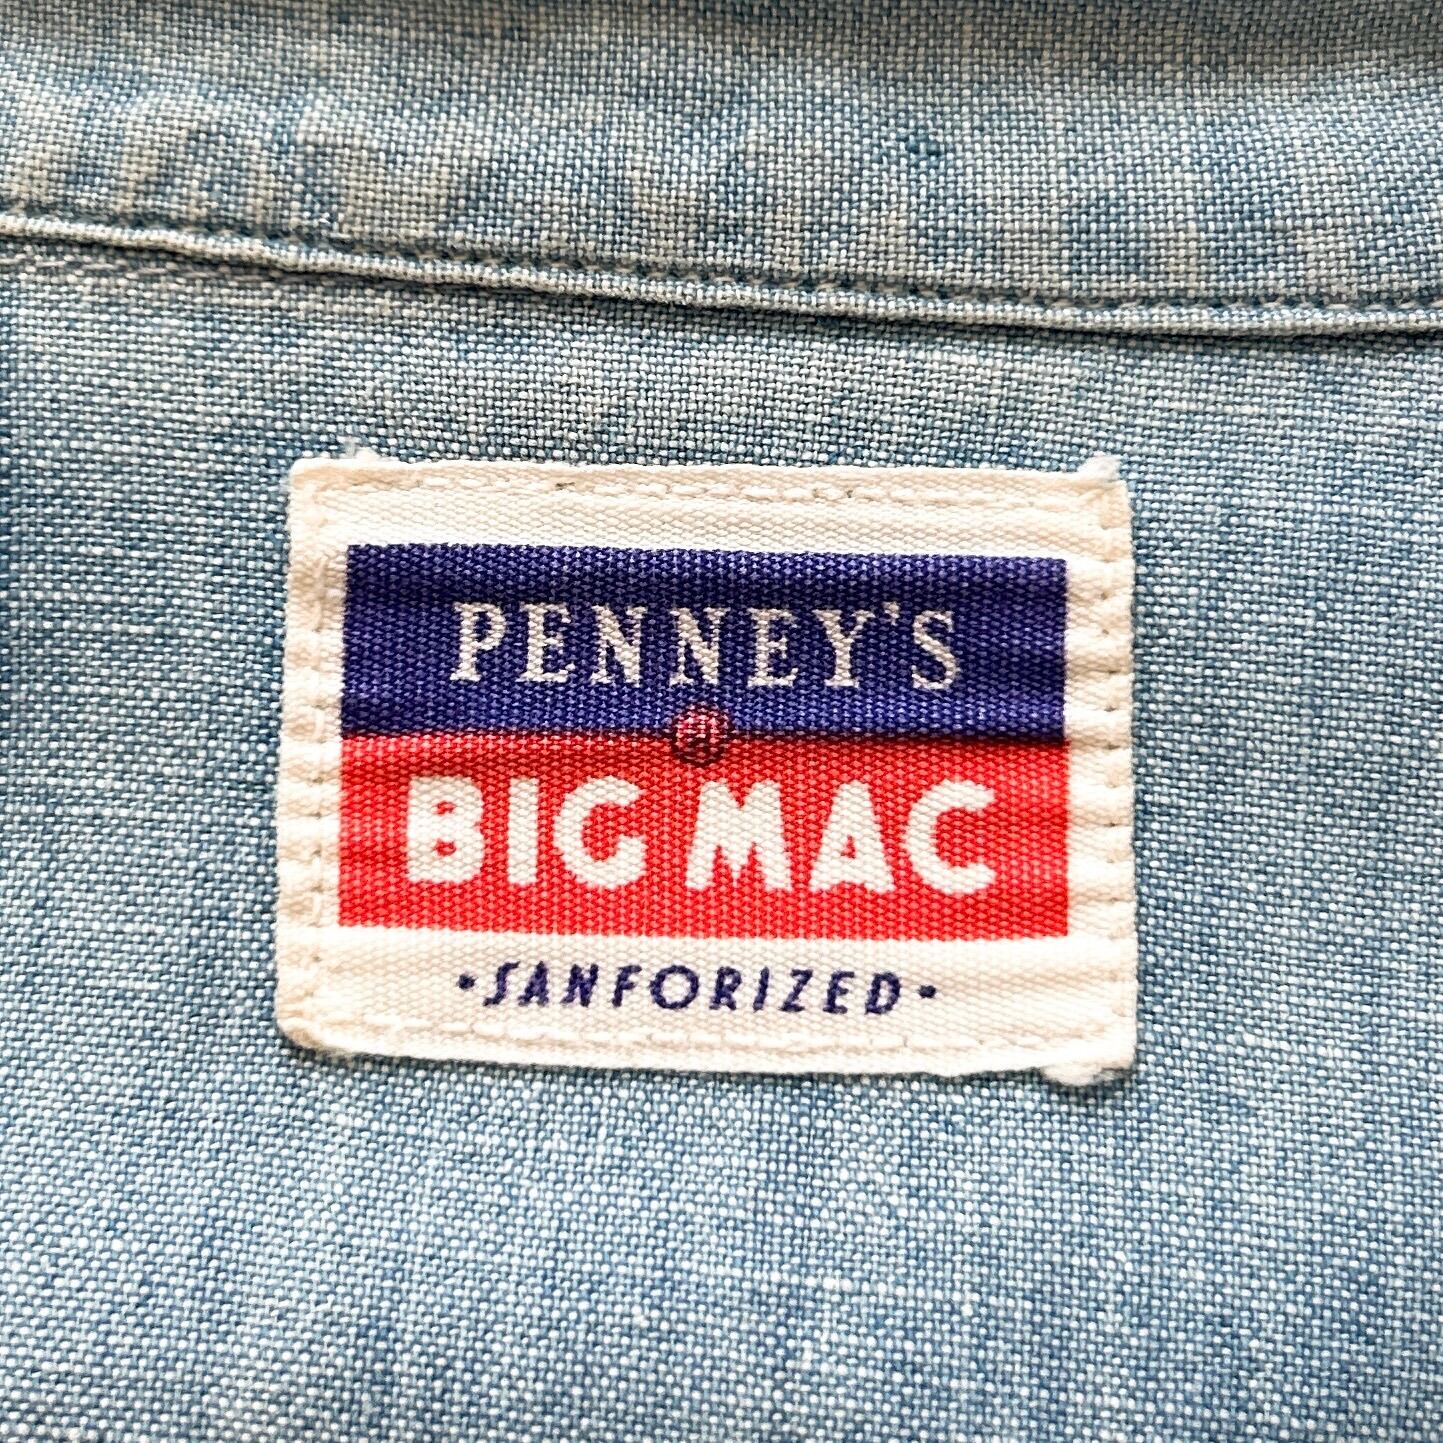 PENNEY'S
BIG MAC
•SANFORIZED•